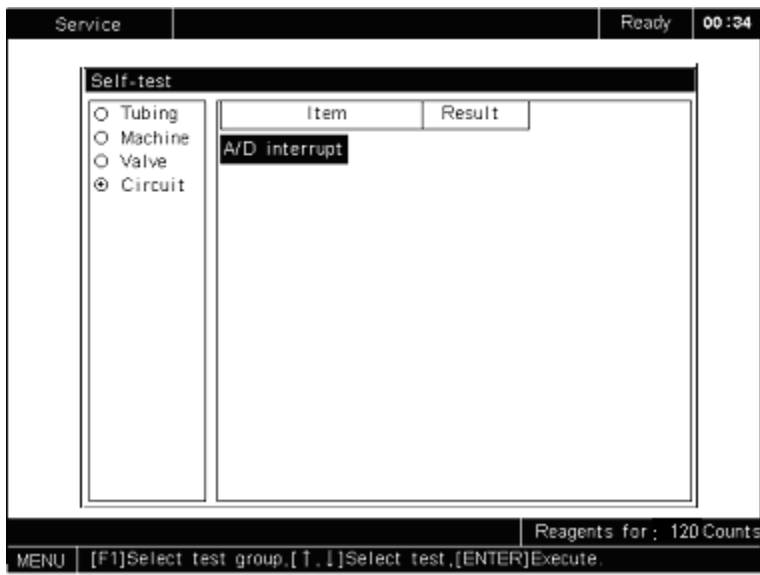 Service Ready 00:34
Self-test
Tubing
Machine
Valve
Circuit
Item Result
A/D interrupt
Reagents for: 120 Counts
MENU [F1]Select test group,[↑,↓]Select test,[ENTER]Execute.